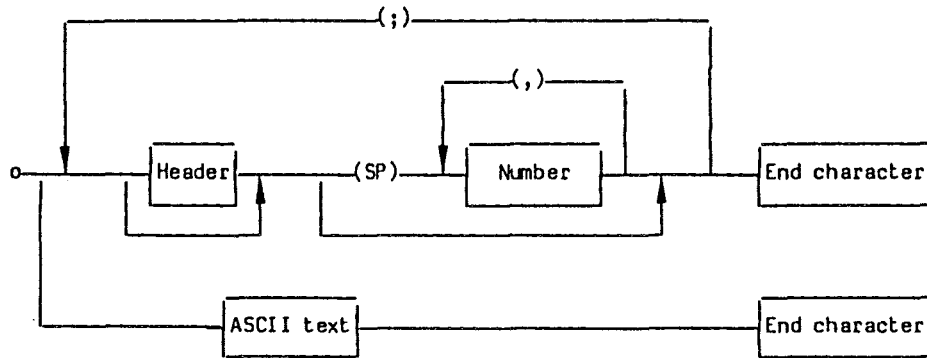 (;)
(,)
Header
(SP)
Number
End character
ASCII text
End character